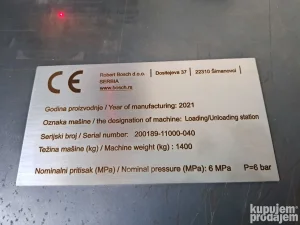 CE
Robert Bosch d.o.o. | Dositejeva 37 | 22310 Šimanovci
SERBIA
www.bosch.rs
Godina proizvodnje / Year of manufacturing: 2021
Oznaka mašine / the designation of machine: Loading/Unloading station
Serijski broj / Serial number: 200189-11000-040
Težina mašine (kg) / Machine weight (kg) : 1400
Nominalni pritisak (MPa) / Nominal pressure (MPa): 6 MPa P=6 bar
kupujem
prodajem